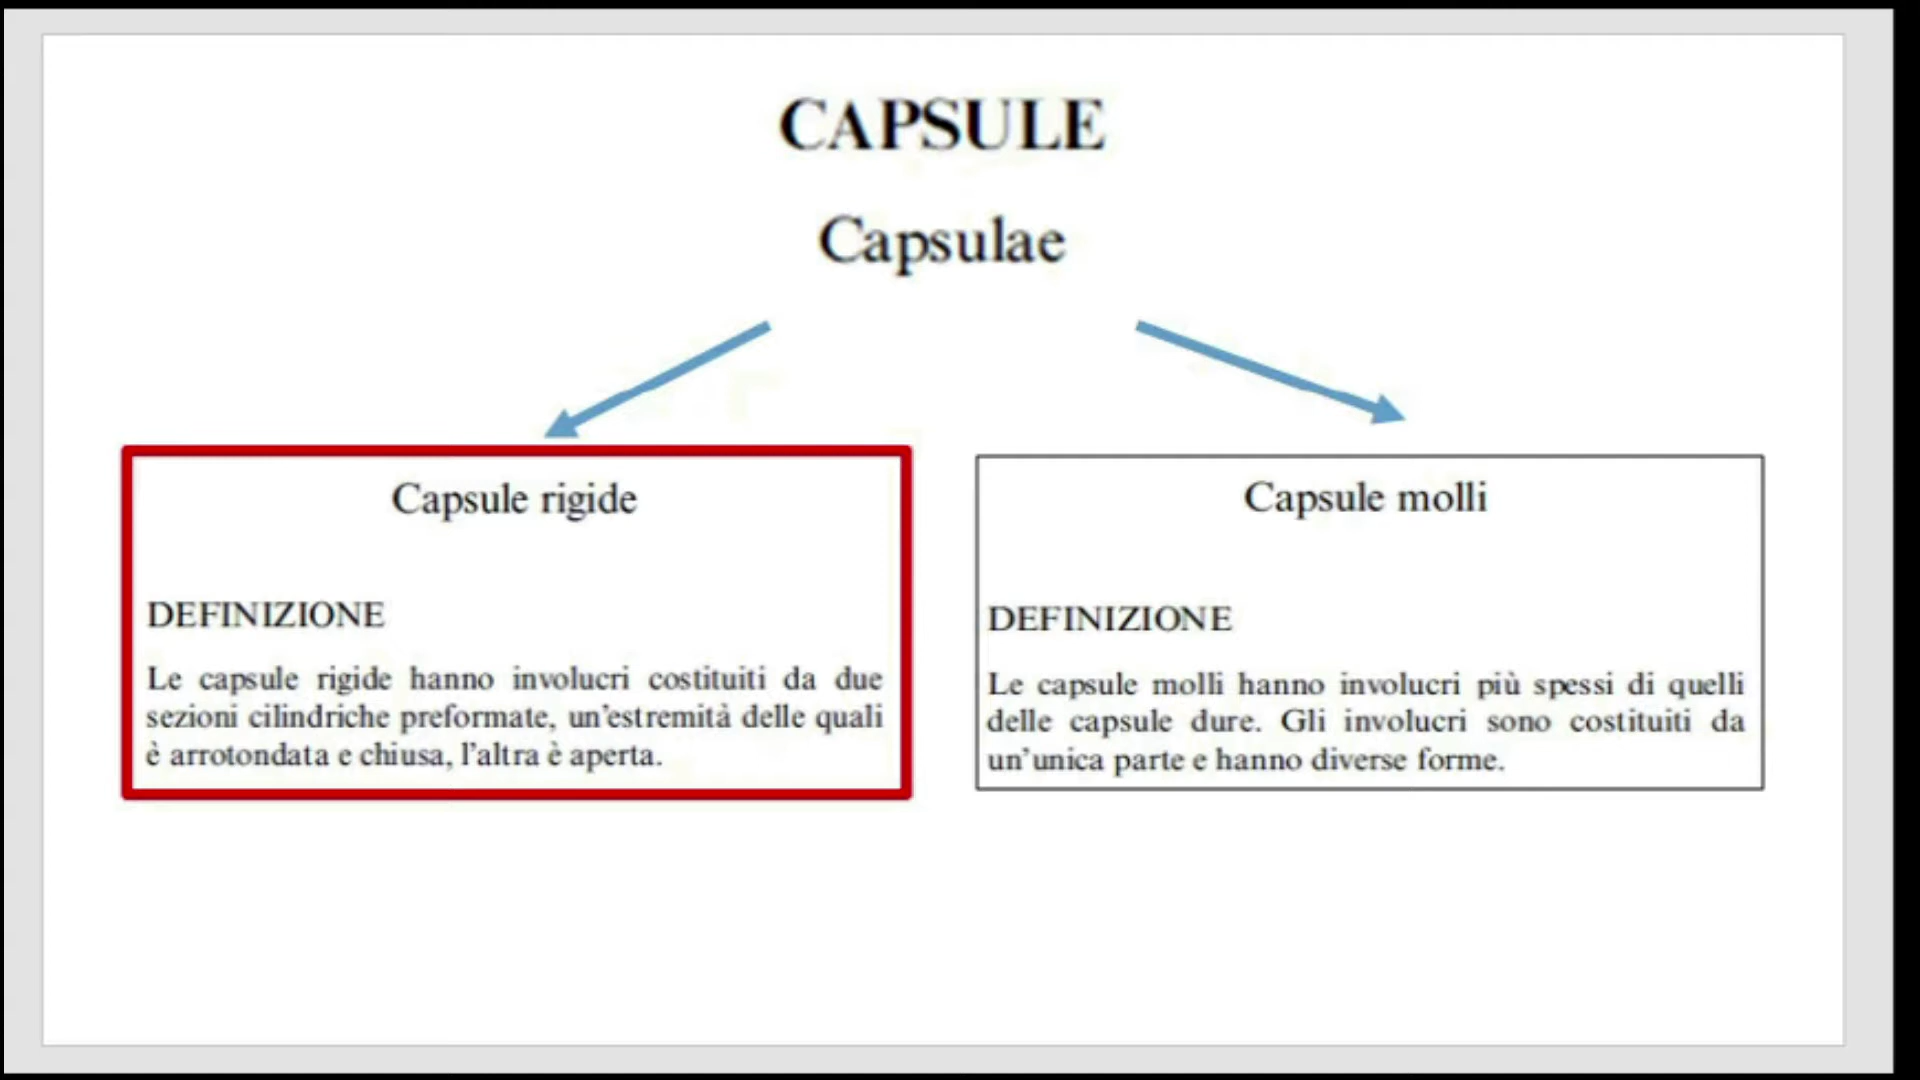 CAPSULE
Capsulae
Capsule rigide
DEFINIZIONE
Le capsule rigide hanno involucri costituiti da due
sezioni cilindriche preformate, un'estremità delle quali
è arrotondata e chiusa, l'altra è aperta.
Capsule molli
DEFINIZIONE
Le capsule molli hanno involucri più spessi di quelli
delle capsule dure. Gli involucri sono costituiti da
un'unica parte e hanno diverse forme.